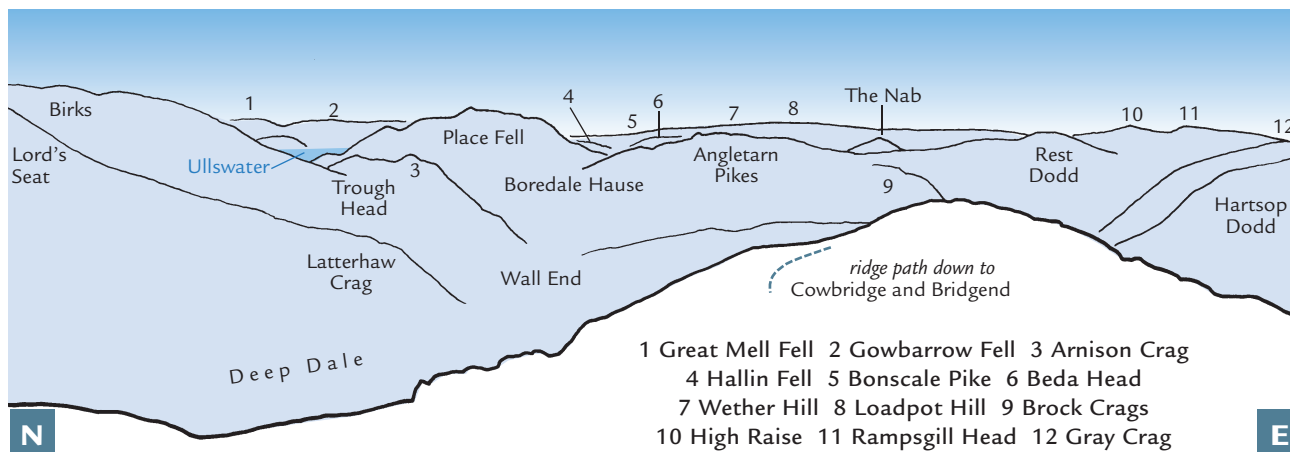 1
2
4
5
6
7
8
The Nab
10
11
12
Birks
Place Fell
Lord's
Seat
Ullswater
3
Trough
Head
Boredale Hause
Angletarn
Pikes
9
Rest
Dodd
Hartsop
Dodd
Latterhaw
Crag
Wall End
ridge path down to
Cowbridge and Bridgend
Deep Dale
1 Great Mell Fell 2 Gowbarrow Fell 3 Arnison Crag
4 Hallin Fell 5 Bonscale Pike 6 Beda Head
7 Wether Hill 8 Loadpot Hill 9 Brock Crags
10 High Raise 11 Rampsgill Head 12 Gray Crag
N
E